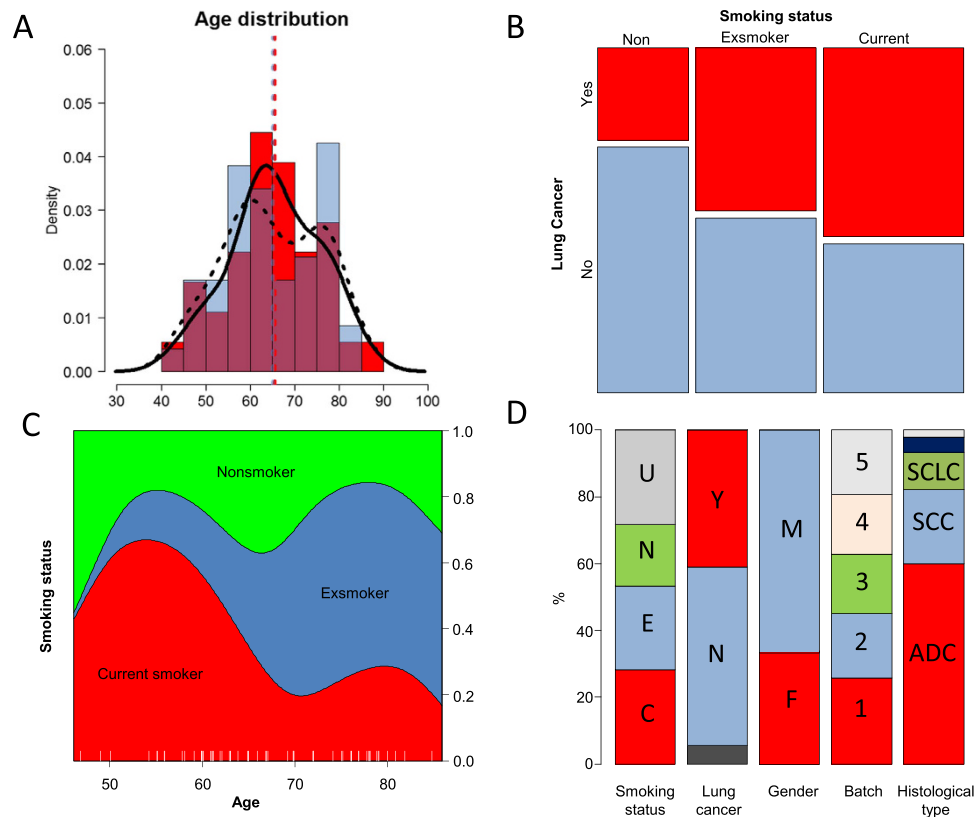 A
Age distribution
0.06
0.05
0.04
0.03
0.02
0.01
0.00
Density
30 40 50 60 70 80 90 100
B
Smoking status
Non Exsmoker Current
Yes
No
Lung Cancer
C
Nonsmoker
Exsmoker
Current smoker
Smoking status
1.0
0.8
0.6
0.4
0.2
0.0
50 60 70 80
Age
D
100
80
60
40
20
0
%
U
N
E
C
Y
N
M
F
5
4
3
2
1
SCLC
SCC
ADC
Smoking status
Lung cancer
Gender
Batch
Histological type